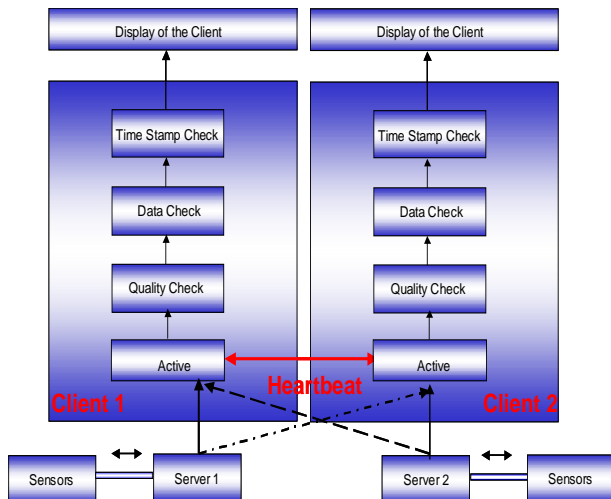 Display of the Client
Display of the Client
Time Stamp Check
Time Stamp Check
Data Check
Data Check
Quality Check
Quality Check
Active
Active
Heartbeat
Client 1
Client 2
Sensors
Server 1
Server 2
Sensors